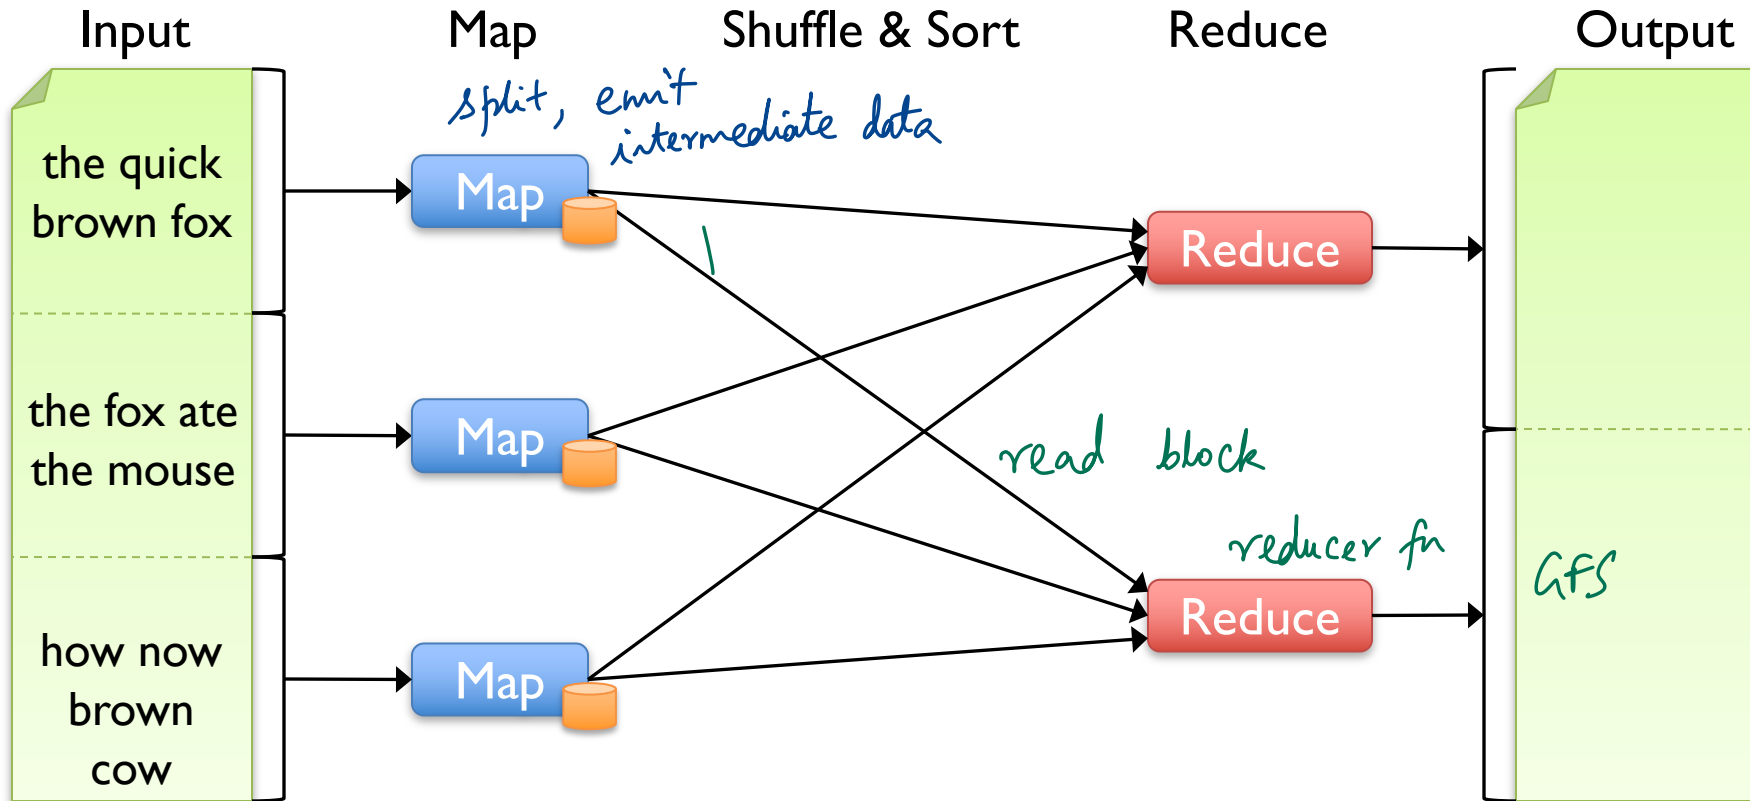 Input Map Shuffle & Sort Reduce Output
split, emit
intermediate data
the quick
brown fox
Map
Reduce
the fox ate
the mouse
Map
read block
reducer fn
GFS
Reduce
how now
brown
cow
Map